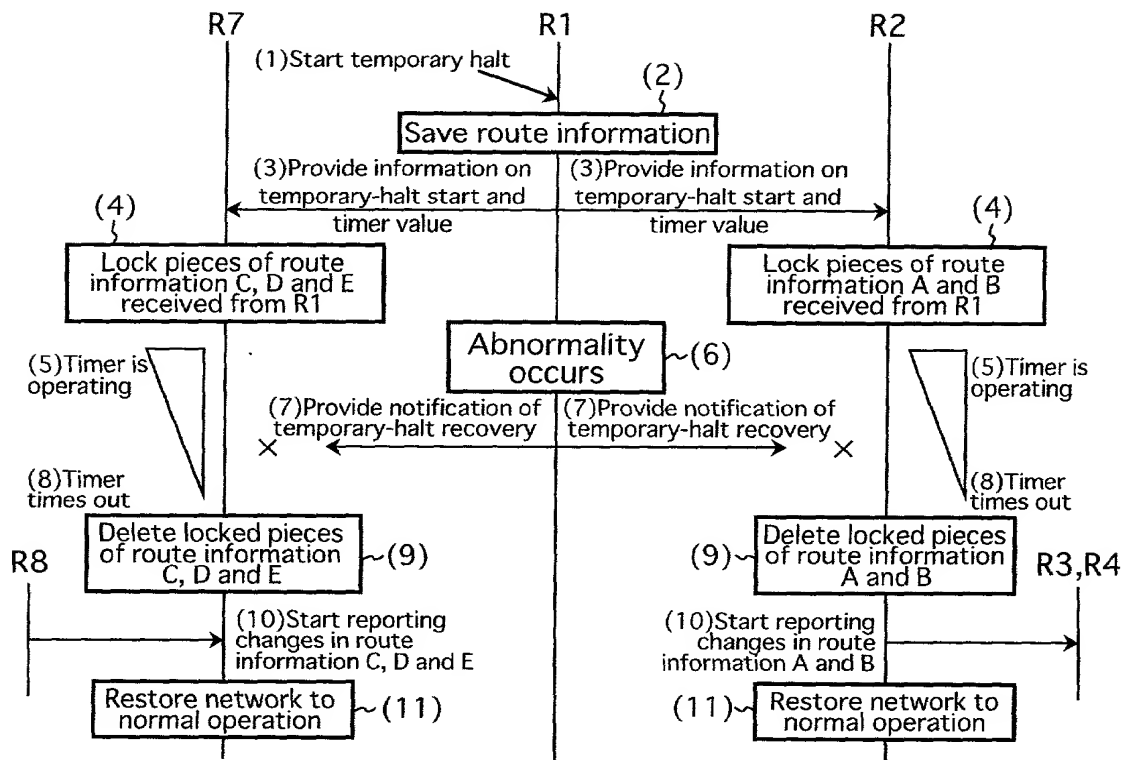 R7
R1
R2
(1)Start temporary halt
(2)
Save route information
(3)Provide information on
temporary-halt start and
timer value
(3)Provide information on
temporary-halt start and
timer value
(4)
Lock pieces of route
information C, D and E
received from R1
(4)
Lock pieces of route
information A and B
received from R1
Abnormality
occurs
(6)
(5)Timer is
operating
(5)Timer is
operating
(7)Provide notification of
temporary-halt recovery
(7)Provide notification of
temporary-halt recovery
×
×
(8)Timer
times out
(8)Timer
times out
Delete locked pieces
of route information
C, D and E
(9)
(9)
Delete locked pieces
of route information
A and B
R8
R3,R4
(10)Start reporting
changes in route
information C, D and E
(10)Start reporting
changes in route
information A and B
Restore network to
normal operation
(11)
(11)
Restore network to
normal operation